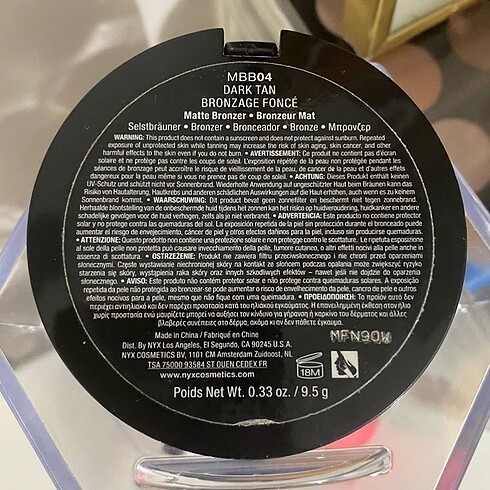 MBB04
DARK TAN
BRONZAGE FONCÉ
Matte Bronzer • Bronzeur Mat
Selstbräuner • Bronzer • Bronceador • Bronze • Μπρονζερ
WARNING: This product does not contain a sunscreen and does not protect against sunburn. Repeated
exposure of unprotected skin while tanning may increase the risk of skin aging, skin cancer, and other
harmful effects to the skin even if you do not burn. • AVERTISSEMENT: Ce produit ne contient pas d'écran
solaire et ne protège pas contre les coups de soleil. L'exposition répétée de la peau non protégée pendant les
séances de bronzage peut accroître le risque de vieillissement de la peau, de cancer de la peau et d'autres effets
dangereux pour la peau même si vous ne prenez pas de coup de soleil. • ACHTUNG: Dieses Produkt enthält keinen
UV-Schutz und schützt nicht vor Sonnenbrand. Wiederholte Anwendung auf ungeschützter Haut beim Bräunen kann das
Risiko von Hautalterung, Hautkrebs und anderen schädlichen Auswirkungen auf die Haut erhöhen, auch wenn es zu keinem
Sonnenbrand kommt. • WAARSCHUWING: Dit product bevat geen zonnefilter en beschermt niet tegen zonnebrand.
Herhaalde blootstelling van de onbeschermde huid tijdens het zonnen kan het risico op huidveroudering, huidkanker en andere
schadelijke gevolgen voor de huid verhogen, zelfs als je niet verbrandt. • ADVERTENCIA: Este producto no contiene protector
solar y no protege contra las quemaduras del sol. La exposición repetida de la piel sin protección durante el bronceado puede
aumentar el riesgo de envejecimiento, cáncer de piel y otros efectos dañinos para la piel, incluso sin producirse quemaduras.
• ATTENZIONE: Questo prodotto non contiene una protezione solare e non protegge contro le scottature. La ripetuta esposizione
al sole della pelle non protetta può causare invecchiamento della pelle, tumore cutaneo, o altri effetti nocivi alla pelle anche in
assenza di scottatura. • OSTRZEŻENIE: Produkt nie zawiera filtru przeciwsłonecznego i nie chroni przed oparzeniami
słonecznymi. Częste wystawianie niechronionej skóry na kontakt ze słońcem podczas opalania może zwiększyć ryzyko
starzenia się skóry, wystąpienia raka skóry oraz innych szkodliwych efektów – nawet jeśli nie dojdzie do oparzenia
słonecznego. • AVISO: Este produto não contém protetor solar e não protege contra queimaduras solares. A exposição
repetida da pele não protegida ao bronzear-se pode aumentar o risco de envelhecimento da pele, cancro da pele e outros
efeitos nocivos para a pele, mesmo que não fique com uma queimadura. • ΠΡΟΕΙΔΟΠΟΙΗΣΗ: Το προϊόν αυτό δεν
περιέχει αντηλιακό και δεν παρέχει προστασία κατά του ηλιακού εγκαύματος. Η επανειλημμένη έκθεση στον ήλιο
χωρίς προστασία ενώ μαυρίζετε μπορεί να αυξήσει τον κίνδυνο για γήρανση ή καρκίνο του δέρματος και άλλες
βλαβερές συνέπειες στο δέρμα, ακόμα κι αν δεν πάθετε έγκαυμα.
Made in China / Fabriqué en Chine
Dist. By NYX Los Angeles, El Segundo, CA 90245
NYX COSMETICS BV, 1101 CM Amsterdam Zuidoost, NL
TSA 75000 93584 ST OUEN CEDEX FR
www.nyxcosmetics.com
MFN90W
18M
Poids Net Wt. 0.33 oz. / 9.5 g